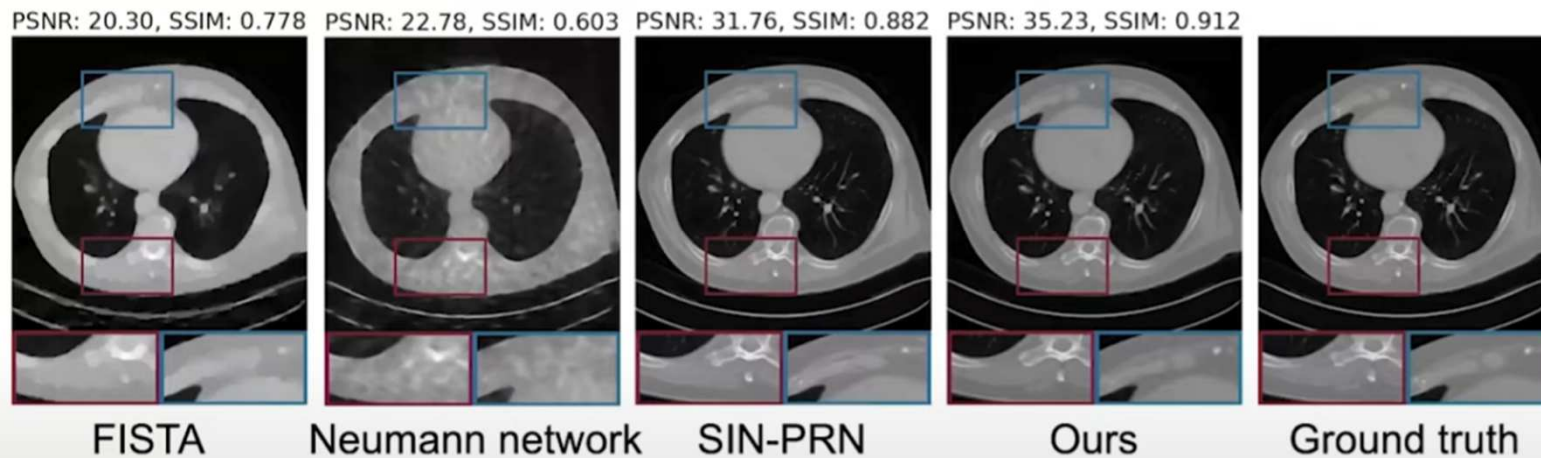 PSNR: 20.30, SSIM: 0.778
PSNR: 22.78, SSIM: 0.603
PSNR: 31.76, SSIM: 0.882
PSNR: 35.23, SSIM: 0.912
FISTA
Neumann network
SIN-PRN
Ours
Ground truth